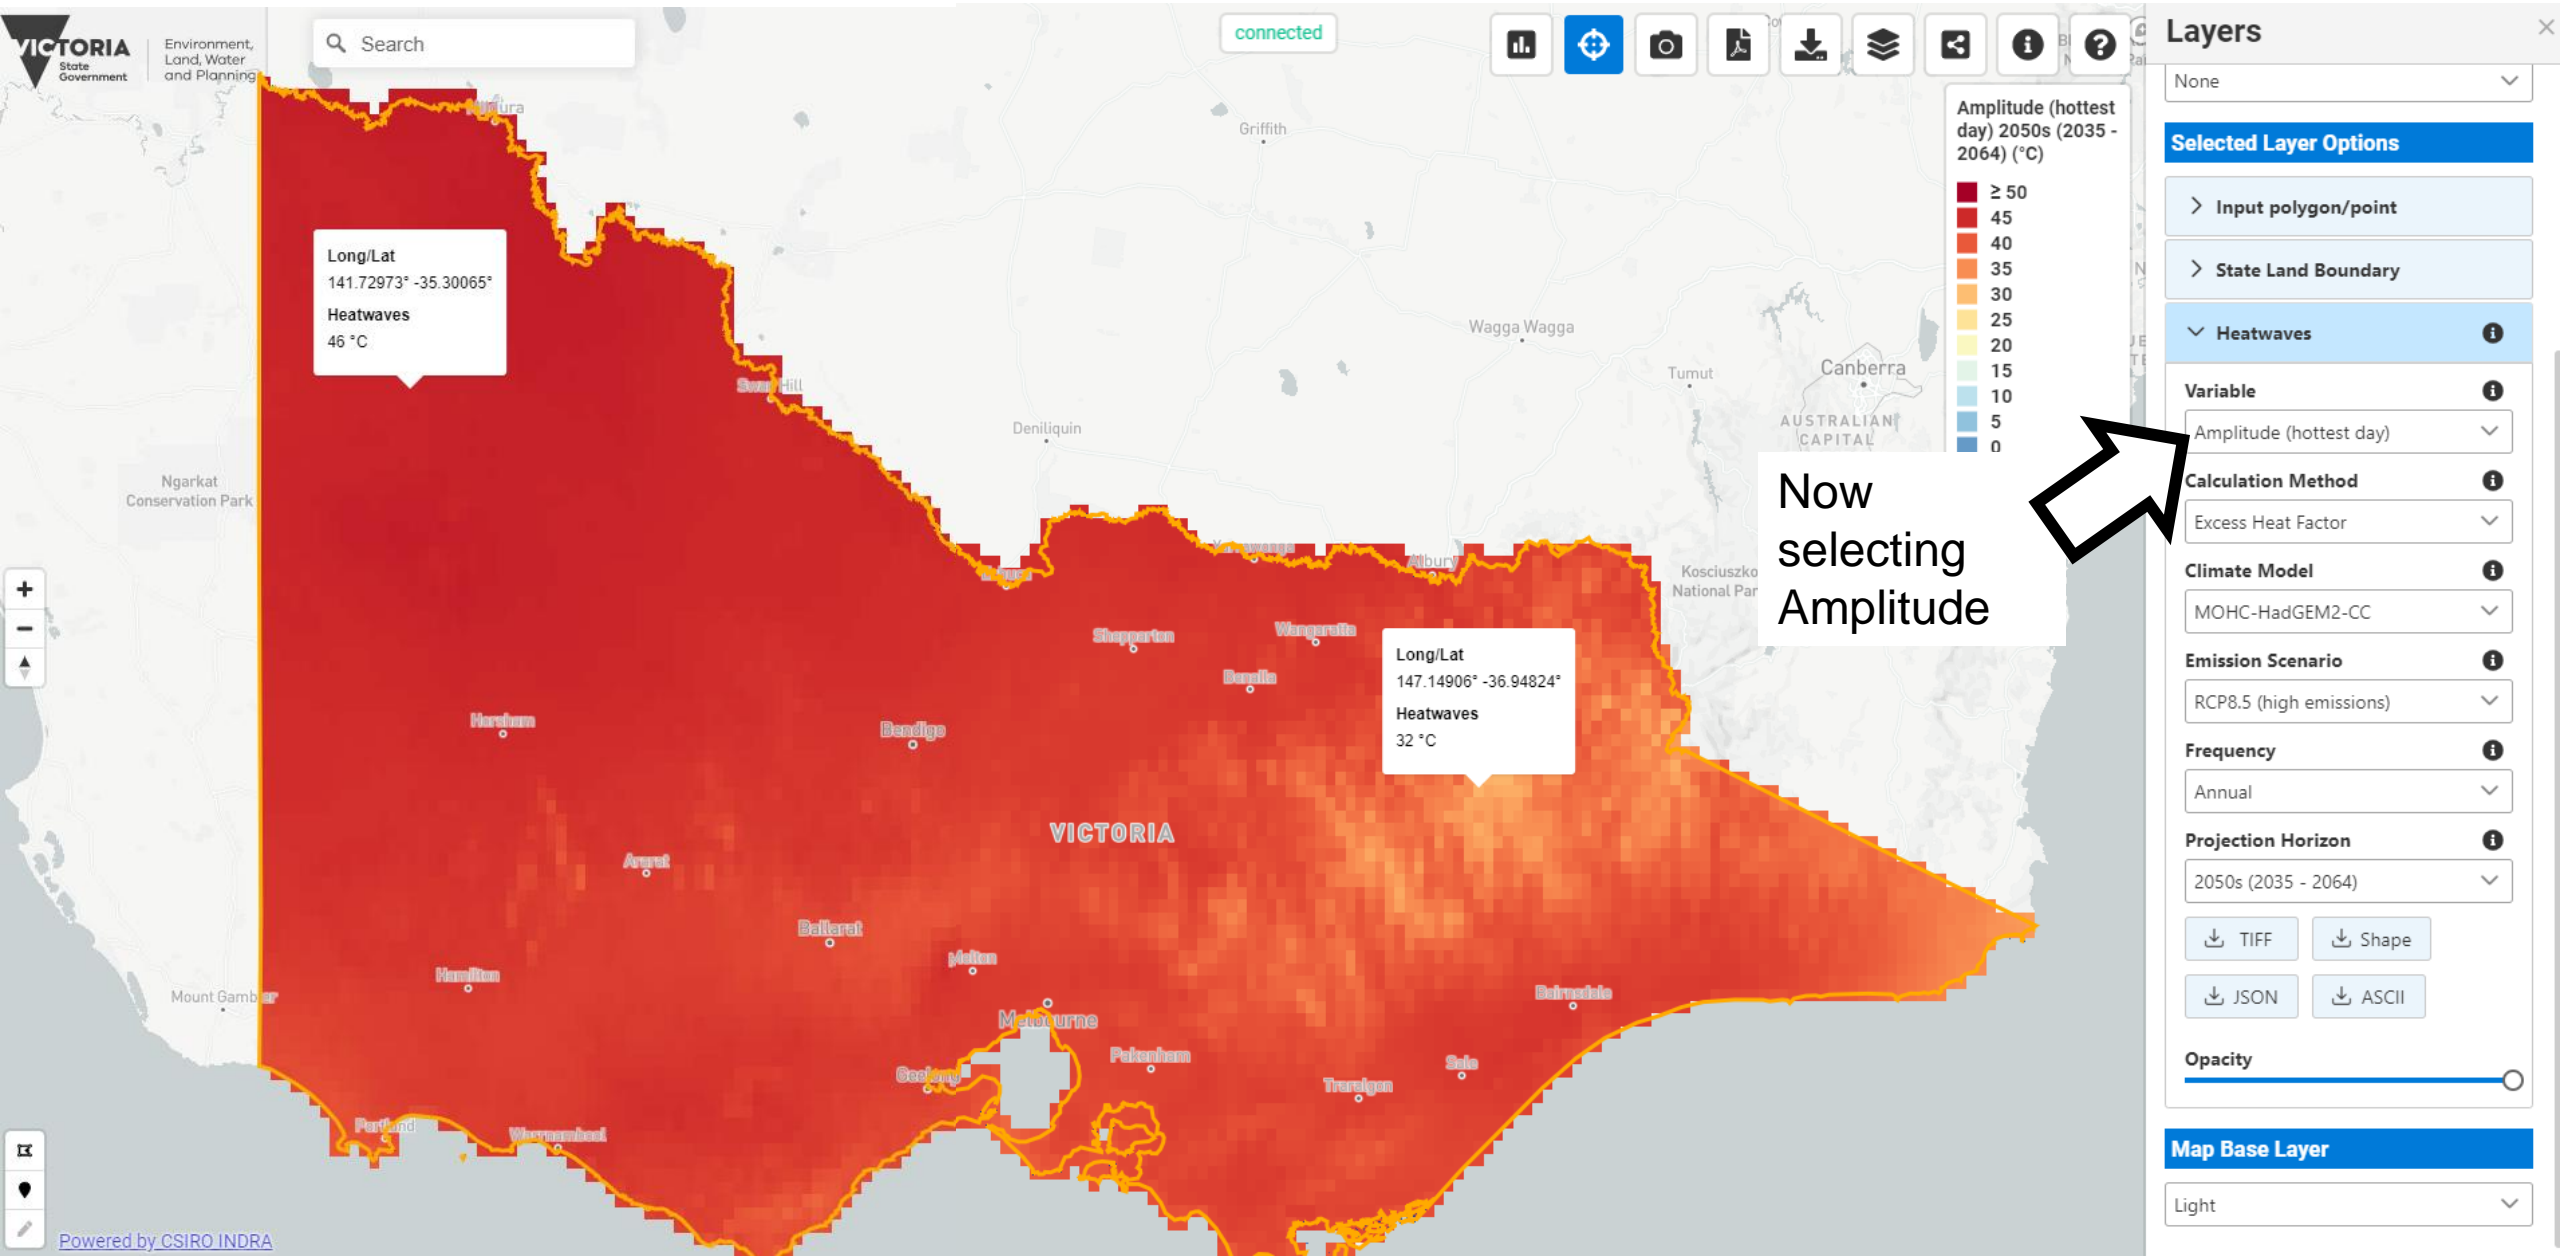 VICTORIA
State
Government
Environment,
Land, Water
and Planning
Search
connected
Layers
None
Selected Layer Options
Input polygon/point
State Land Boundary
Heatwaves
Variable
Amplitude (hottest day)
Calculation Method
Excess Heat Factor
Climate Model
MOHC-HadGEM2-CC
Emission Scenario
RCP8.5 (high emissions)
Frequency
Annual
Projection Horizon
2050s (2035 - 2064)
TIFF
Shape
JSON
ASCII
Opacity
Map Base Layer
Light
Amplitude (hottest
day) 2050s (2035 -
2064) (°C)
≥ 50
45
40
35
30
25
20
15
10
5
0
Now
selecting
Amplitude
Long/Lat
141.72973° -35.30065°
Heatwaves
46 °C
Long/Lat
147.14906° -36.94824°
Heatwaves
32 °C
Griffith
Wagga Wagga
Tumut
Canberra
AUSTRALIAN
CAPITAL
Swan Hill
Deniliquin
Ngarkat
Conservation Park
Albury
Kosciuszko
National Par
Shepparton
Wangaratta
Benalla
Horsham
Bendigo
VICTORIA
Ararat
Ballarat
Melton
Hamilton
Mount Gambier
Melbourne
Bairnsdale
Pakenham
Geelong
Sale
Traralgon
Portland
Warrnambool
Powered by CSIRO INDRA